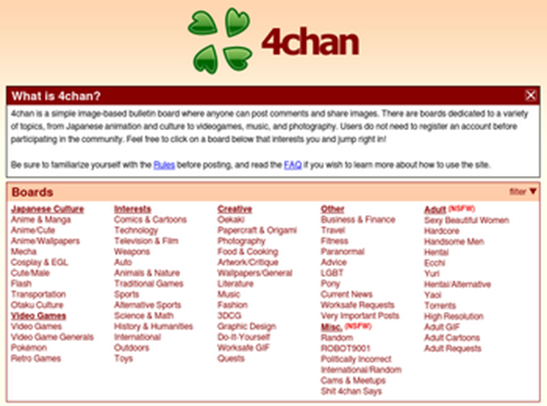 4chan
What is 4chan?
4chan is a simple image-based bulletin board where anyone can post comments and share images. There are boards dedicated to a variety
of topics, from Japanese animation and culture to videogames, music, and photography. Users do not need to register an account before
participating in the community. Feel free to click on a board below that interests you and jump right in!
Be sure to familiarize yourself with the Rules before posting, and read the FAQ if you wish to learn more about how to use the site.
Boards
filter ▼
Japanese Culture
Anime & Manga
Anime/Cute
Anime/Wallpapers
Mecha
Cosplay & EGL
Cute/Male
Flash
Transportation
Otaku Culture
Video Games
Video Games
Video Game Generals
Pokémon
Retro Games
Interests
Comics & Cartoons
Technology
Television & Film
Weapons
Auto
Animals & Nature
Traditional Games
Sports
Alternative Sports
Science & Math
History & Humanities
International
Outdoors
Toys
Creative
Oekaki
Papercraft & Origami
Photography
Food & Cooking
Artwork/Critique
Wallpapers/General
Literature
Music
Fashion
3DCG
Graphic Design
Do-It-Yourself
Worksafe GIF
Quests
Other
Business & Finance
Travel
Fitness
Paranormal
Advice
LGBT
Pony
Current News
Worksafe Requests
Very Important Posts
Misc. (NSFW)
Random
ROBOT9001
Politically Incorrect
International/Random
Cams & Meetups
Shit 4chan Says
Adult (NSFW)
Sexy Beautiful Women
Hardcore
Handsome Men
Hentai
Ecchi
Yuri
Hentai/Alternative
Yaoi
Torrents
High Resolution
Adult GIF
Adult Cartoons
Adult Requests